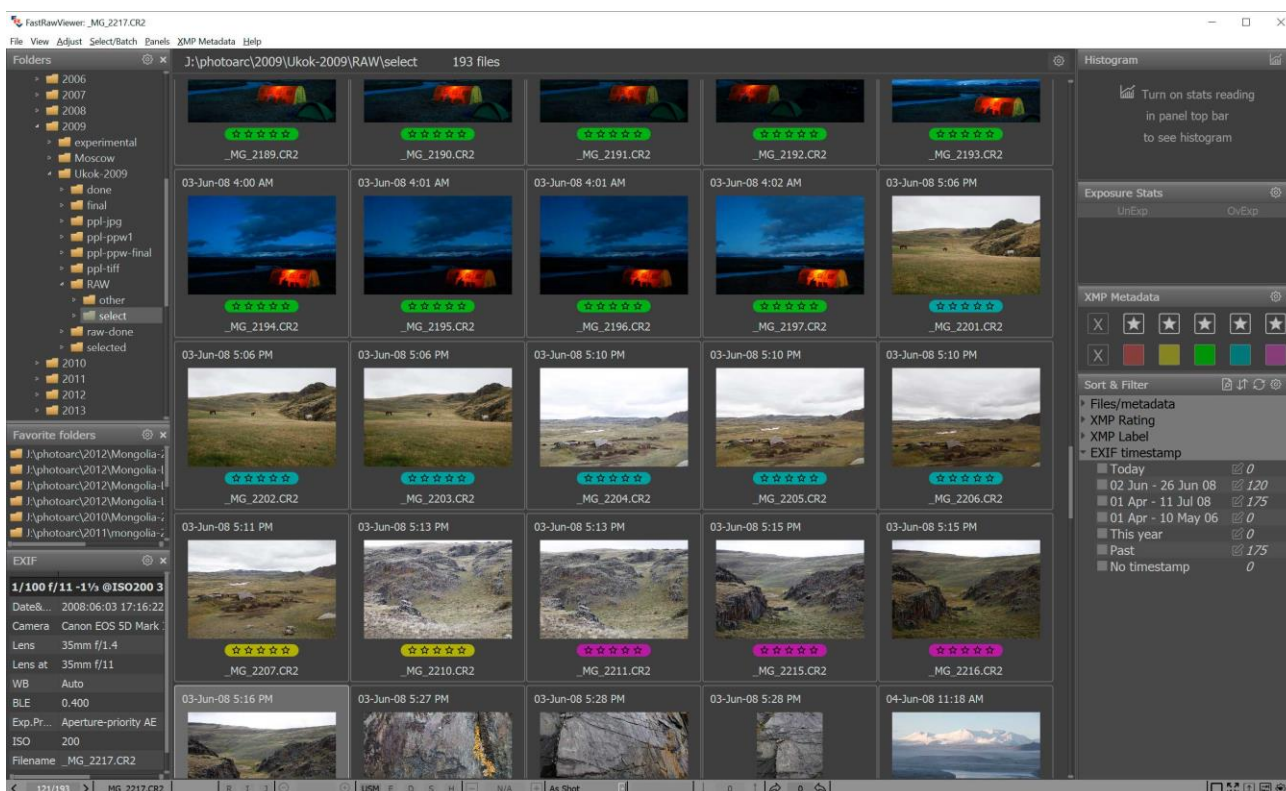 FastRawViewer: _MG_2217.CR2
File View Adjust Select/Batch Panels XMP Metadata Help
Folders
2006
2007
2008
2009
experimental
Moscow
Ukok-2009
done
final
ppl-jpg
ppl-ppw1
ppl-ppw-final
ppl-tiff
RAW
other
select
raw-done
selected
2010
2011
2012
2013
Favorite folders
J:\photoarc\2012\Mongolia-2
J:\photoarc\2012\Mongolia-L
J:\photoarc\2012\Mongolia-L
J:\photoarc\2012\Mongolia-L
J:\photoarc\2010\Mongolia-2
J:\photoarc\2011\mongolia-2
EXIF
1/100 f/11 -1⅓ @ISO200 3
Date&... 2008:06:03 17:16:22
Camera Canon EOS 5D Mark
Lens 35mm f/1.4
Lens at 35mm f/11
WB Auto
BLE 0.400
Exp.Pr... Aperture-priority AE
ISO 200
Filename _MG_2217.CR2
J:\photoarc\2009\Ukok-2009\RAW\select 193 files
_MG_2189.CR2 _MG_2190.CR2 _MG_2191.CR2 _MG_2192.CR2 _MG_2193.CR2
03-Jun-08 4:00 AM 03-Jun-08 4:01 AM 03-Jun-08 4:01 AM 03-Jun-08 4:02 AM 03-Jun-08 5:06 PM
_MG_2194.CR2 _MG_2195.CR2 _MG_2196.CR2 _MG_2197.CR2 _MG_2201.CR2
03-Jun-08 5:06 PM 03-Jun-08 5:06 PM 03-Jun-08 5:10 PM 03-Jun-08 5:10 PM 03-Jun-08 5:10 PM
_MG_2202.CR2 _MG_2203.CR2 _MG_2204.CR2 _MG_2205.CR2 _MG_2206.CR2
03-Jun-08 5:11 PM 03-Jun-08 5:13 PM 03-Jun-08 5:13 PM 03-Jun-08 5:15 PM 03-Jun-08 5:15 PM
_MG_2207.CR2 _MG_2210.CR2 _MG_2211.CR2 _MG_2215.CR2 _MG_2216.CR2
03-Jun-08 5:16 PM 03-Jun-08 5:27 PM 03-Jun-08 5:28 PM 03-Jun-08 5:28 PM 04-Jun-08 11:18 AM
Histogram
Turn on stats reading
in panel top bar
to see histogram
Exposure Stats
UnExp OvExp
XMP Metadata
X
X
Sort & Filter
Files/metadata
XMP Rating
XMP Label
EXIF timestamp
Today 0
02 Jun - 26 Jun 08 120
01 Apr - 11 Jul 08 175
01 Apr - 10 May 06 0
This year 0
Past 175
No timestamp 0
121/193 _MG_2217.CR2 USM E D S H N/A As Shot 0 0